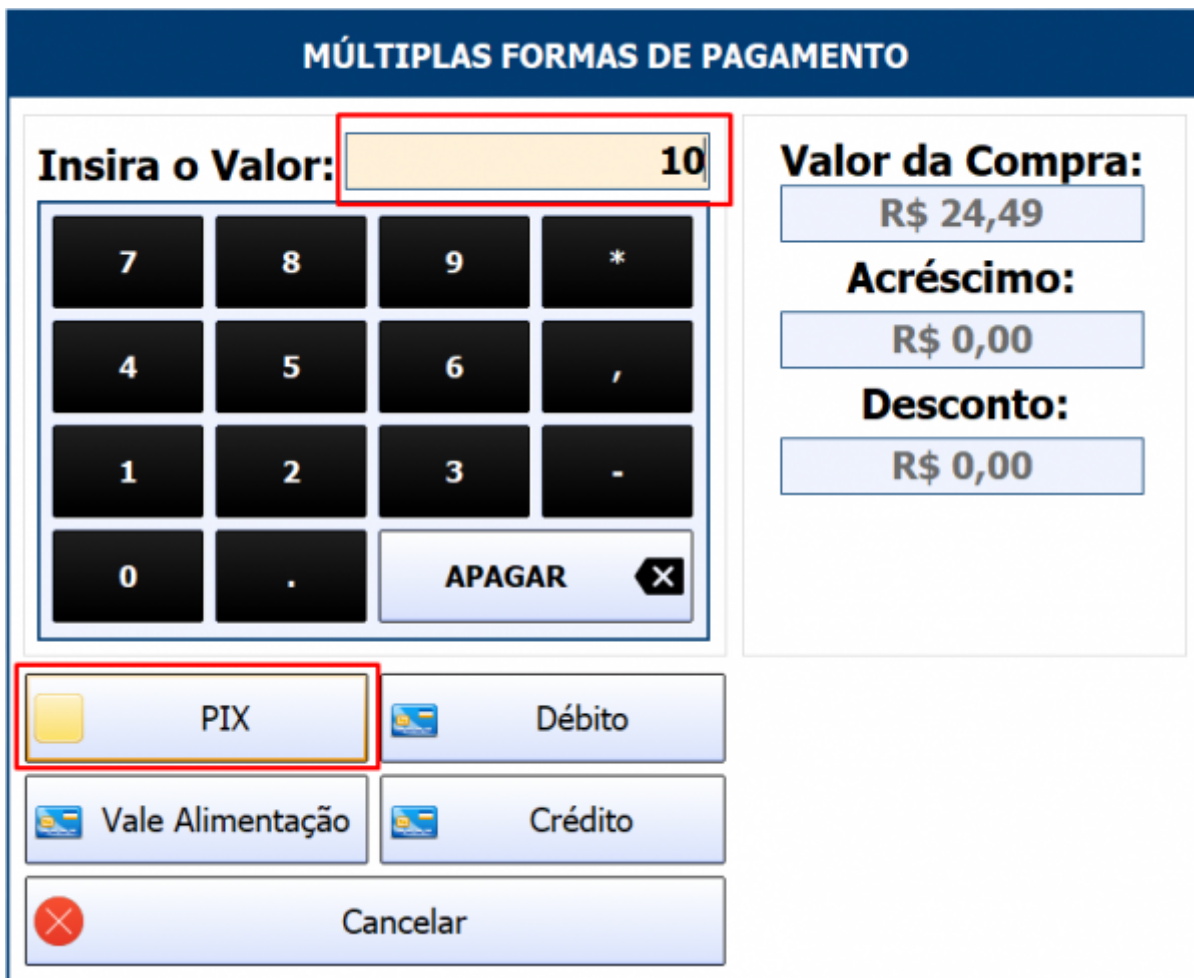 MÚLTIPLAS FORMAS DE PAGAMENTO
Insira o Valor: 10
7 8 9 *
4 5 6 ,
1 2 3 -
0 . APAGAR
Valor da Compra:
R$ 24,49
Acréscimo:
R$ 0,00
Desconto:
R$ 0,00
PIX Débito
Vale Alimentação Crédito
Cancelar